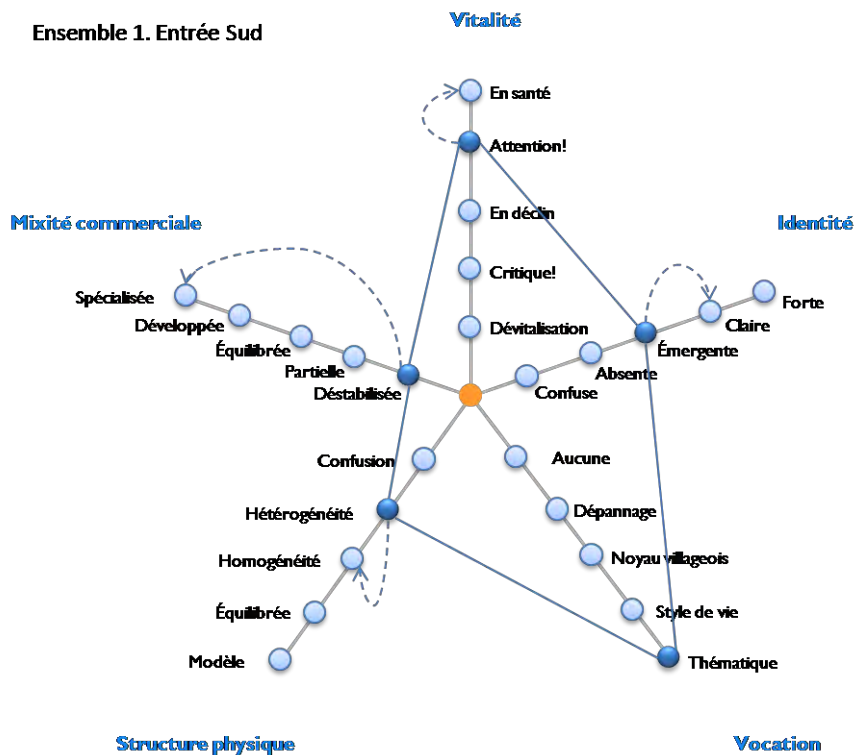 Vitalité
Ensemble 1. Entrée Sud
En santé
Attention!
En déclin
Mixité commerciale
Identité
Critique!
Spécialisée
Forte
Développée
Claire
Dévitalisation
Équilibrée
Émergente
Partielle
Absente
Déstabilisée
Confuse
Confusion
Aucune
Hétérogénéité
Dépannage
Homogénéité
Noyau villageois
Équilibrée
Style de vie
Modèle
Thématique
Structure physique
Vocation